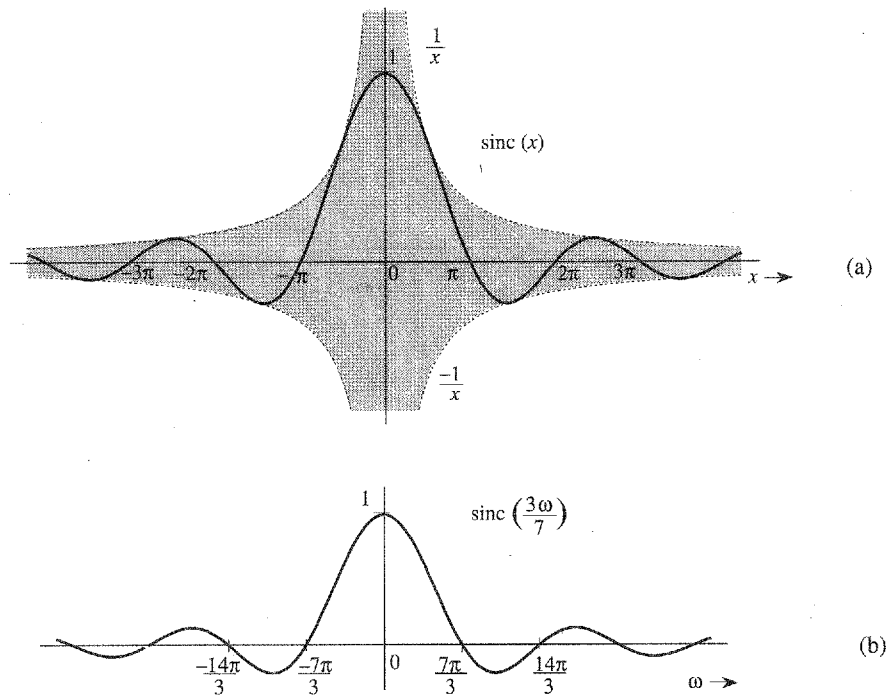 1/x
1
sinc (x)
−3π −2π −π 0 π 2π 3π x → (a)
−1/x
1 sinc (3ω/7)
−14π/3 −7π/3 0 7π/3 14π/3 ω → (b)